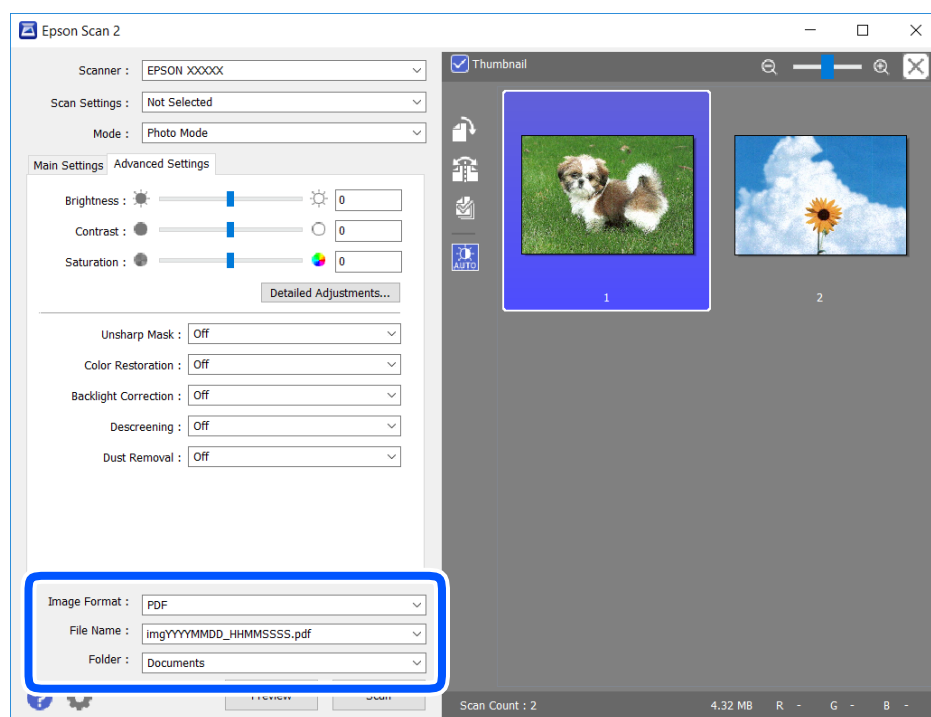 Epson Scan 2
Scanner : EPSON XXXXX
Scan Settings : Not Selected
Mode : Photo Mode
Main Settings Advanced Settings
Brightness : 0
Contrast : 0
Saturation : 0
Detailed Adjustments...
Unsharp Mask : Off
Color Restoration : Off
Backlight Correction : Off
Descreening : Off
Dust Removal : Off
Image Format : PDF
File Name : imgYYYYMMDD_HHMMSSSS.pdf
Folder : Documents
? Preview Scan
Thumbnail
AUTO
1 2
Scan Count : 2 4.32 MB R - G - B -